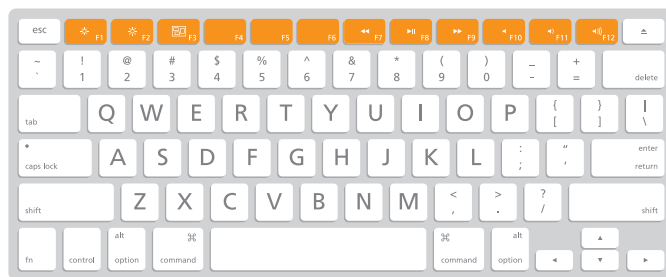 esc F1 F2 F3 F4 F5 F6 F7 F8 F9 F10 F11 F12
~ ! @ # $ % ^ & * ( ) _ +
` 1 2 3 4 5 6 7 8 9 0 - = delete
tab Q W E R T Y U I O P { [ } ] | \
caps lock A S D F G H J K L : ; “ ‘ enter return
shift Z X C V B N M < , > . ? / shift
fn control alt option ⌘ command ⌘ command alt option